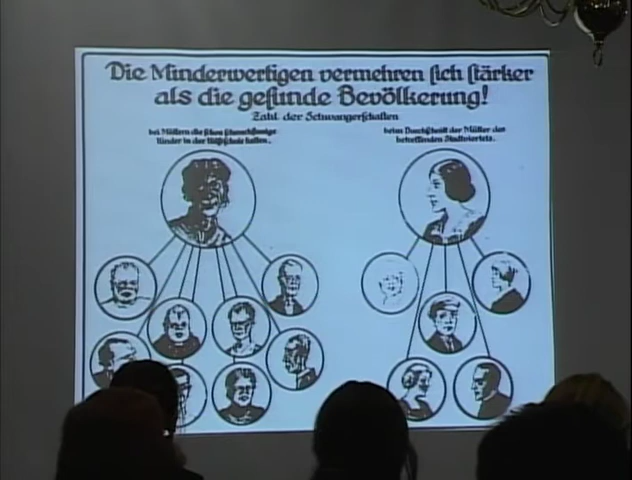 Die Minderwertigen vermehren sich stärker
als die gesunde Bevölkerung!
Zahl der Schwangerschaften
bei Müttern die schon schwachsinnige
Kinder in der Hilfsschule hatten.
beim Durchschnitt der Mütter des
betreffenden Stadtviertels.